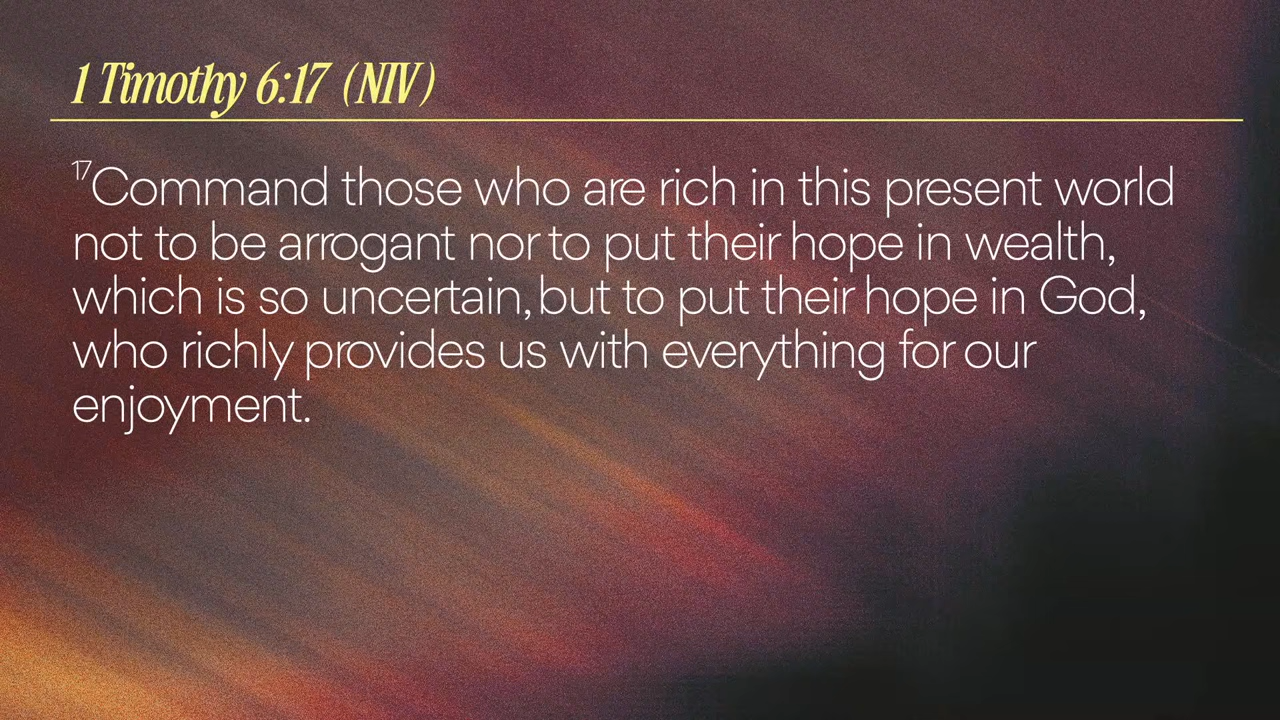 1 Timothy 6:17 (NIV)
17Command those who are rich in this present world
not to be arrogant nor to put their hope in wealth,
which is so uncertain, but to put their hope in God,
who richly provides us with everything for our
enjoyment.